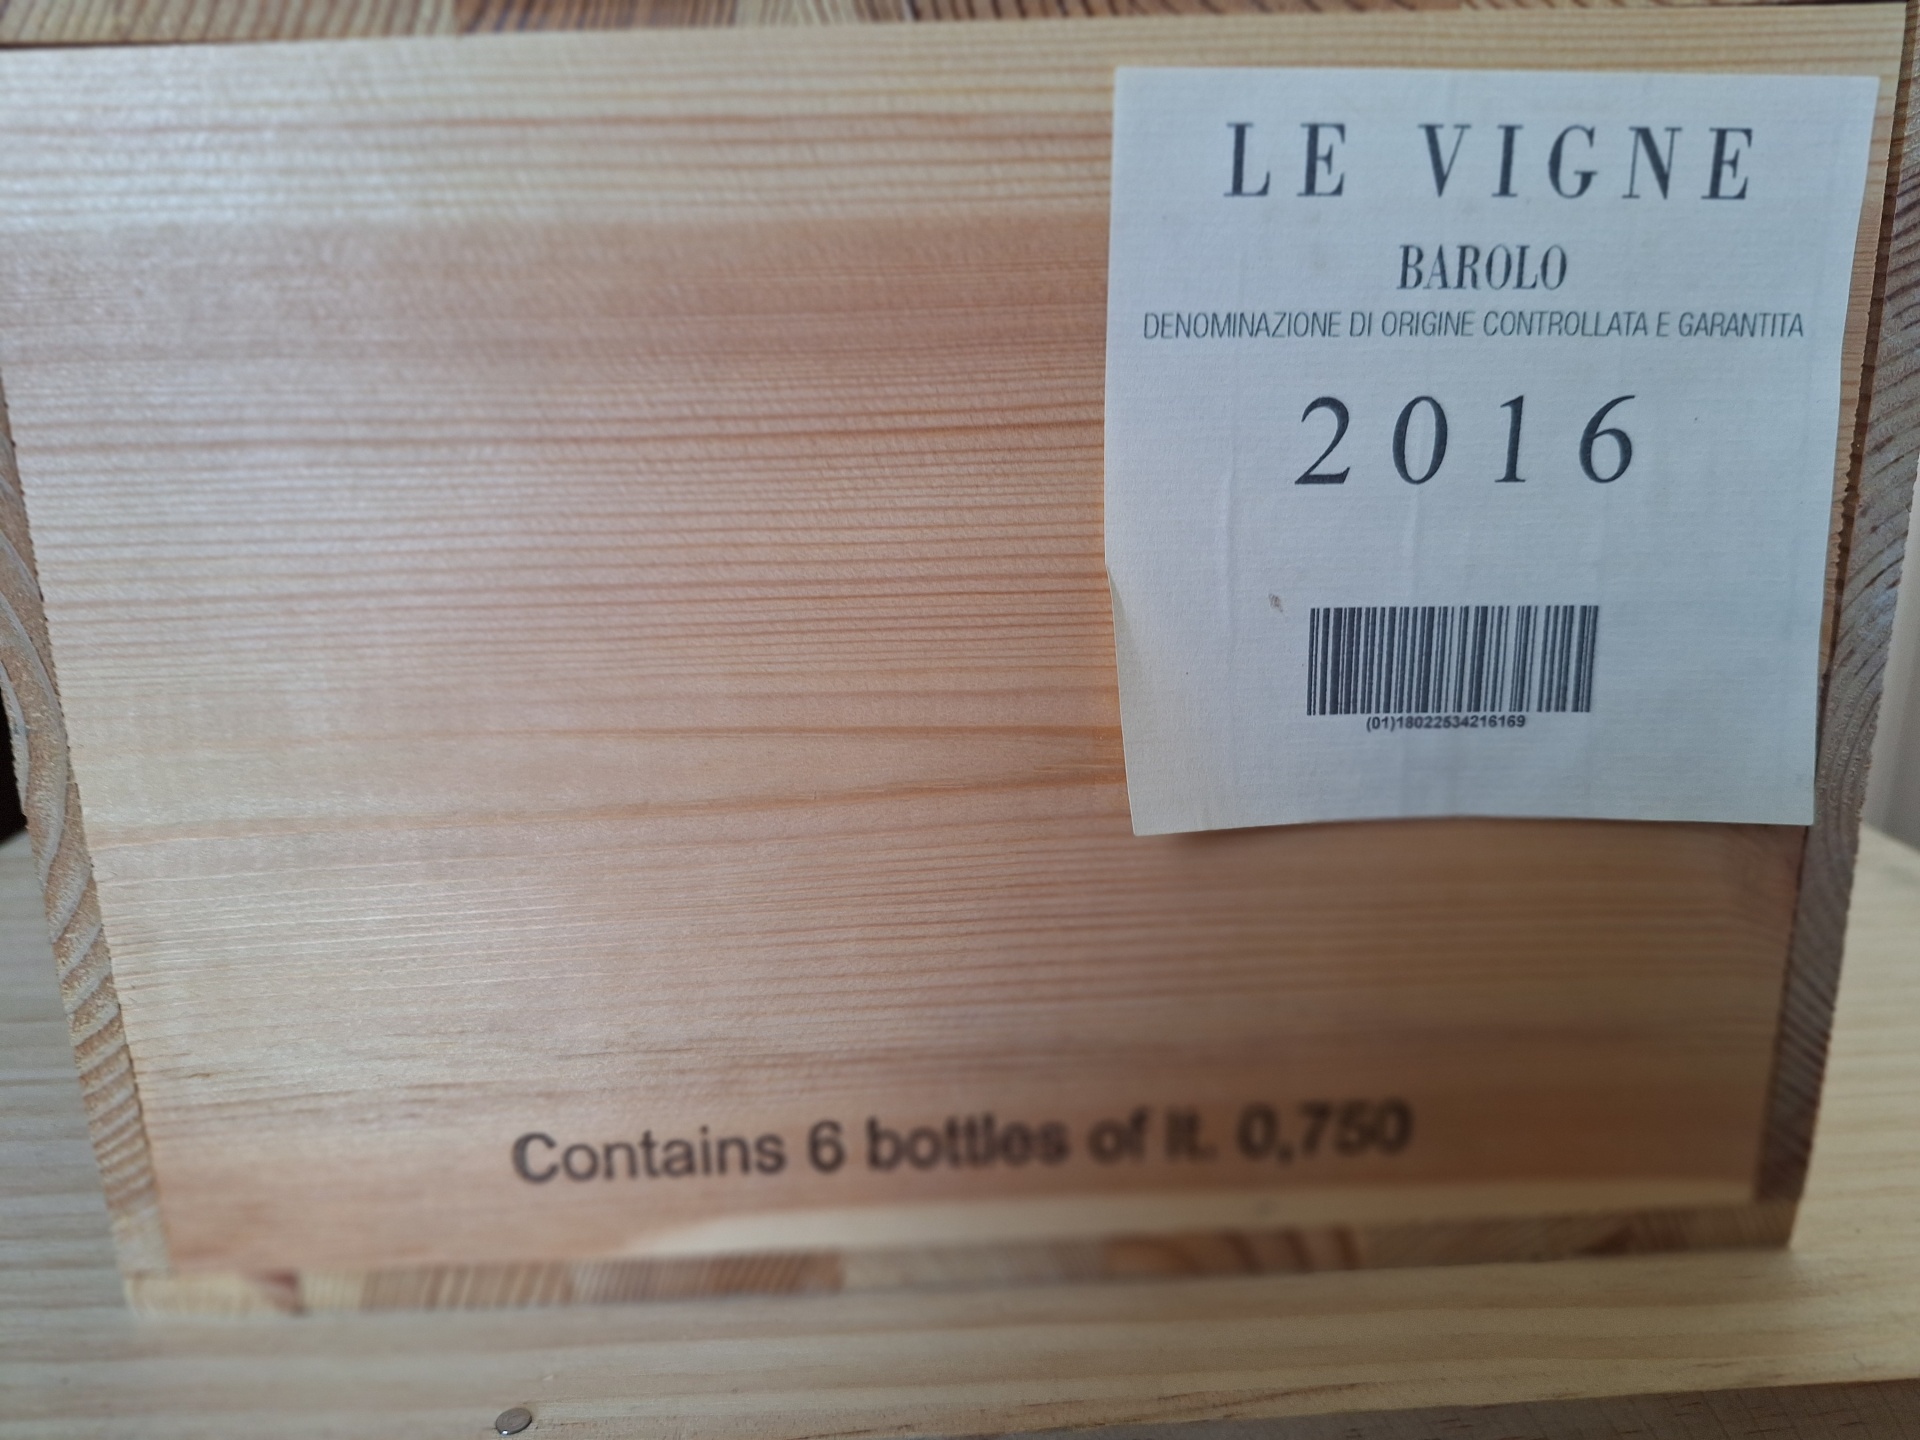 LE VIGNE
BAROLO
DENOMINAZIONE DI ORIGINE CONTROLLATA E GARANTITA
2016
(01)18022534216169
Contains 6 bottles of lt. 0,750